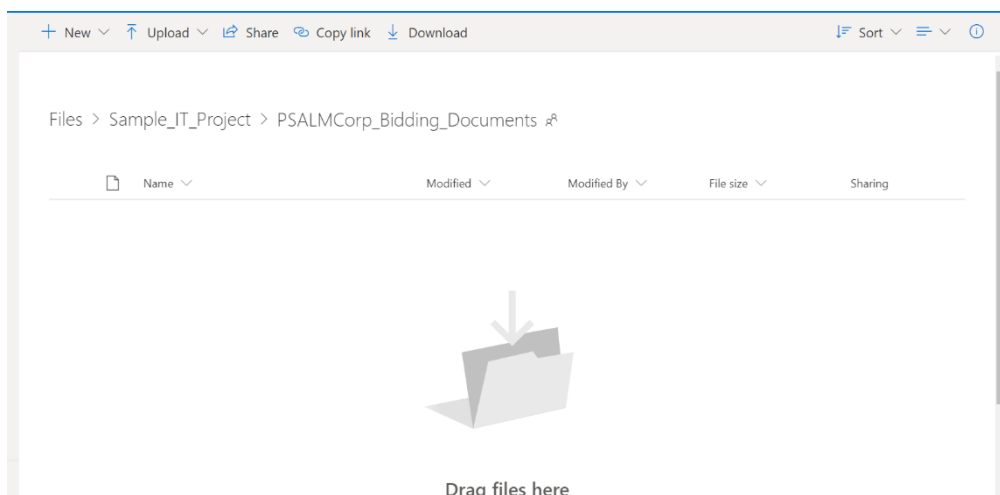 New Upload Share Copy link Download Sort
Files > Sample_IT_Project > PSALMCorp_Bidding_Documents
Name Modified Modified By File size Sharing
Drag files here